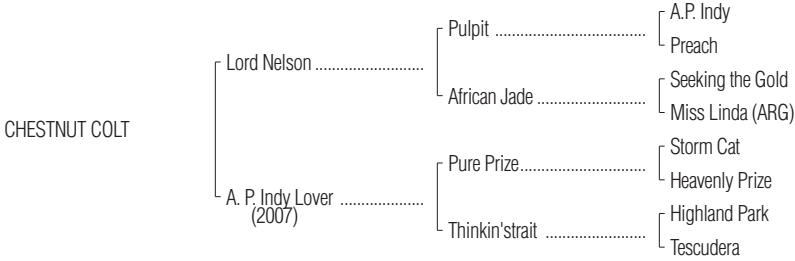 A.P. Indy
Pulpit ....................................
Preach
Lord Nelson ..........................
Seeking the Gold
African Jade ..........................
Miss Linda (ARG)
CHESTNUT COLT
Storm Cat
Pure Prize..............................
Heavenly Prize
A. P. Indy Lover ....................
(2007)
Highland Park
Thinkin'strait ........................
Tescudera